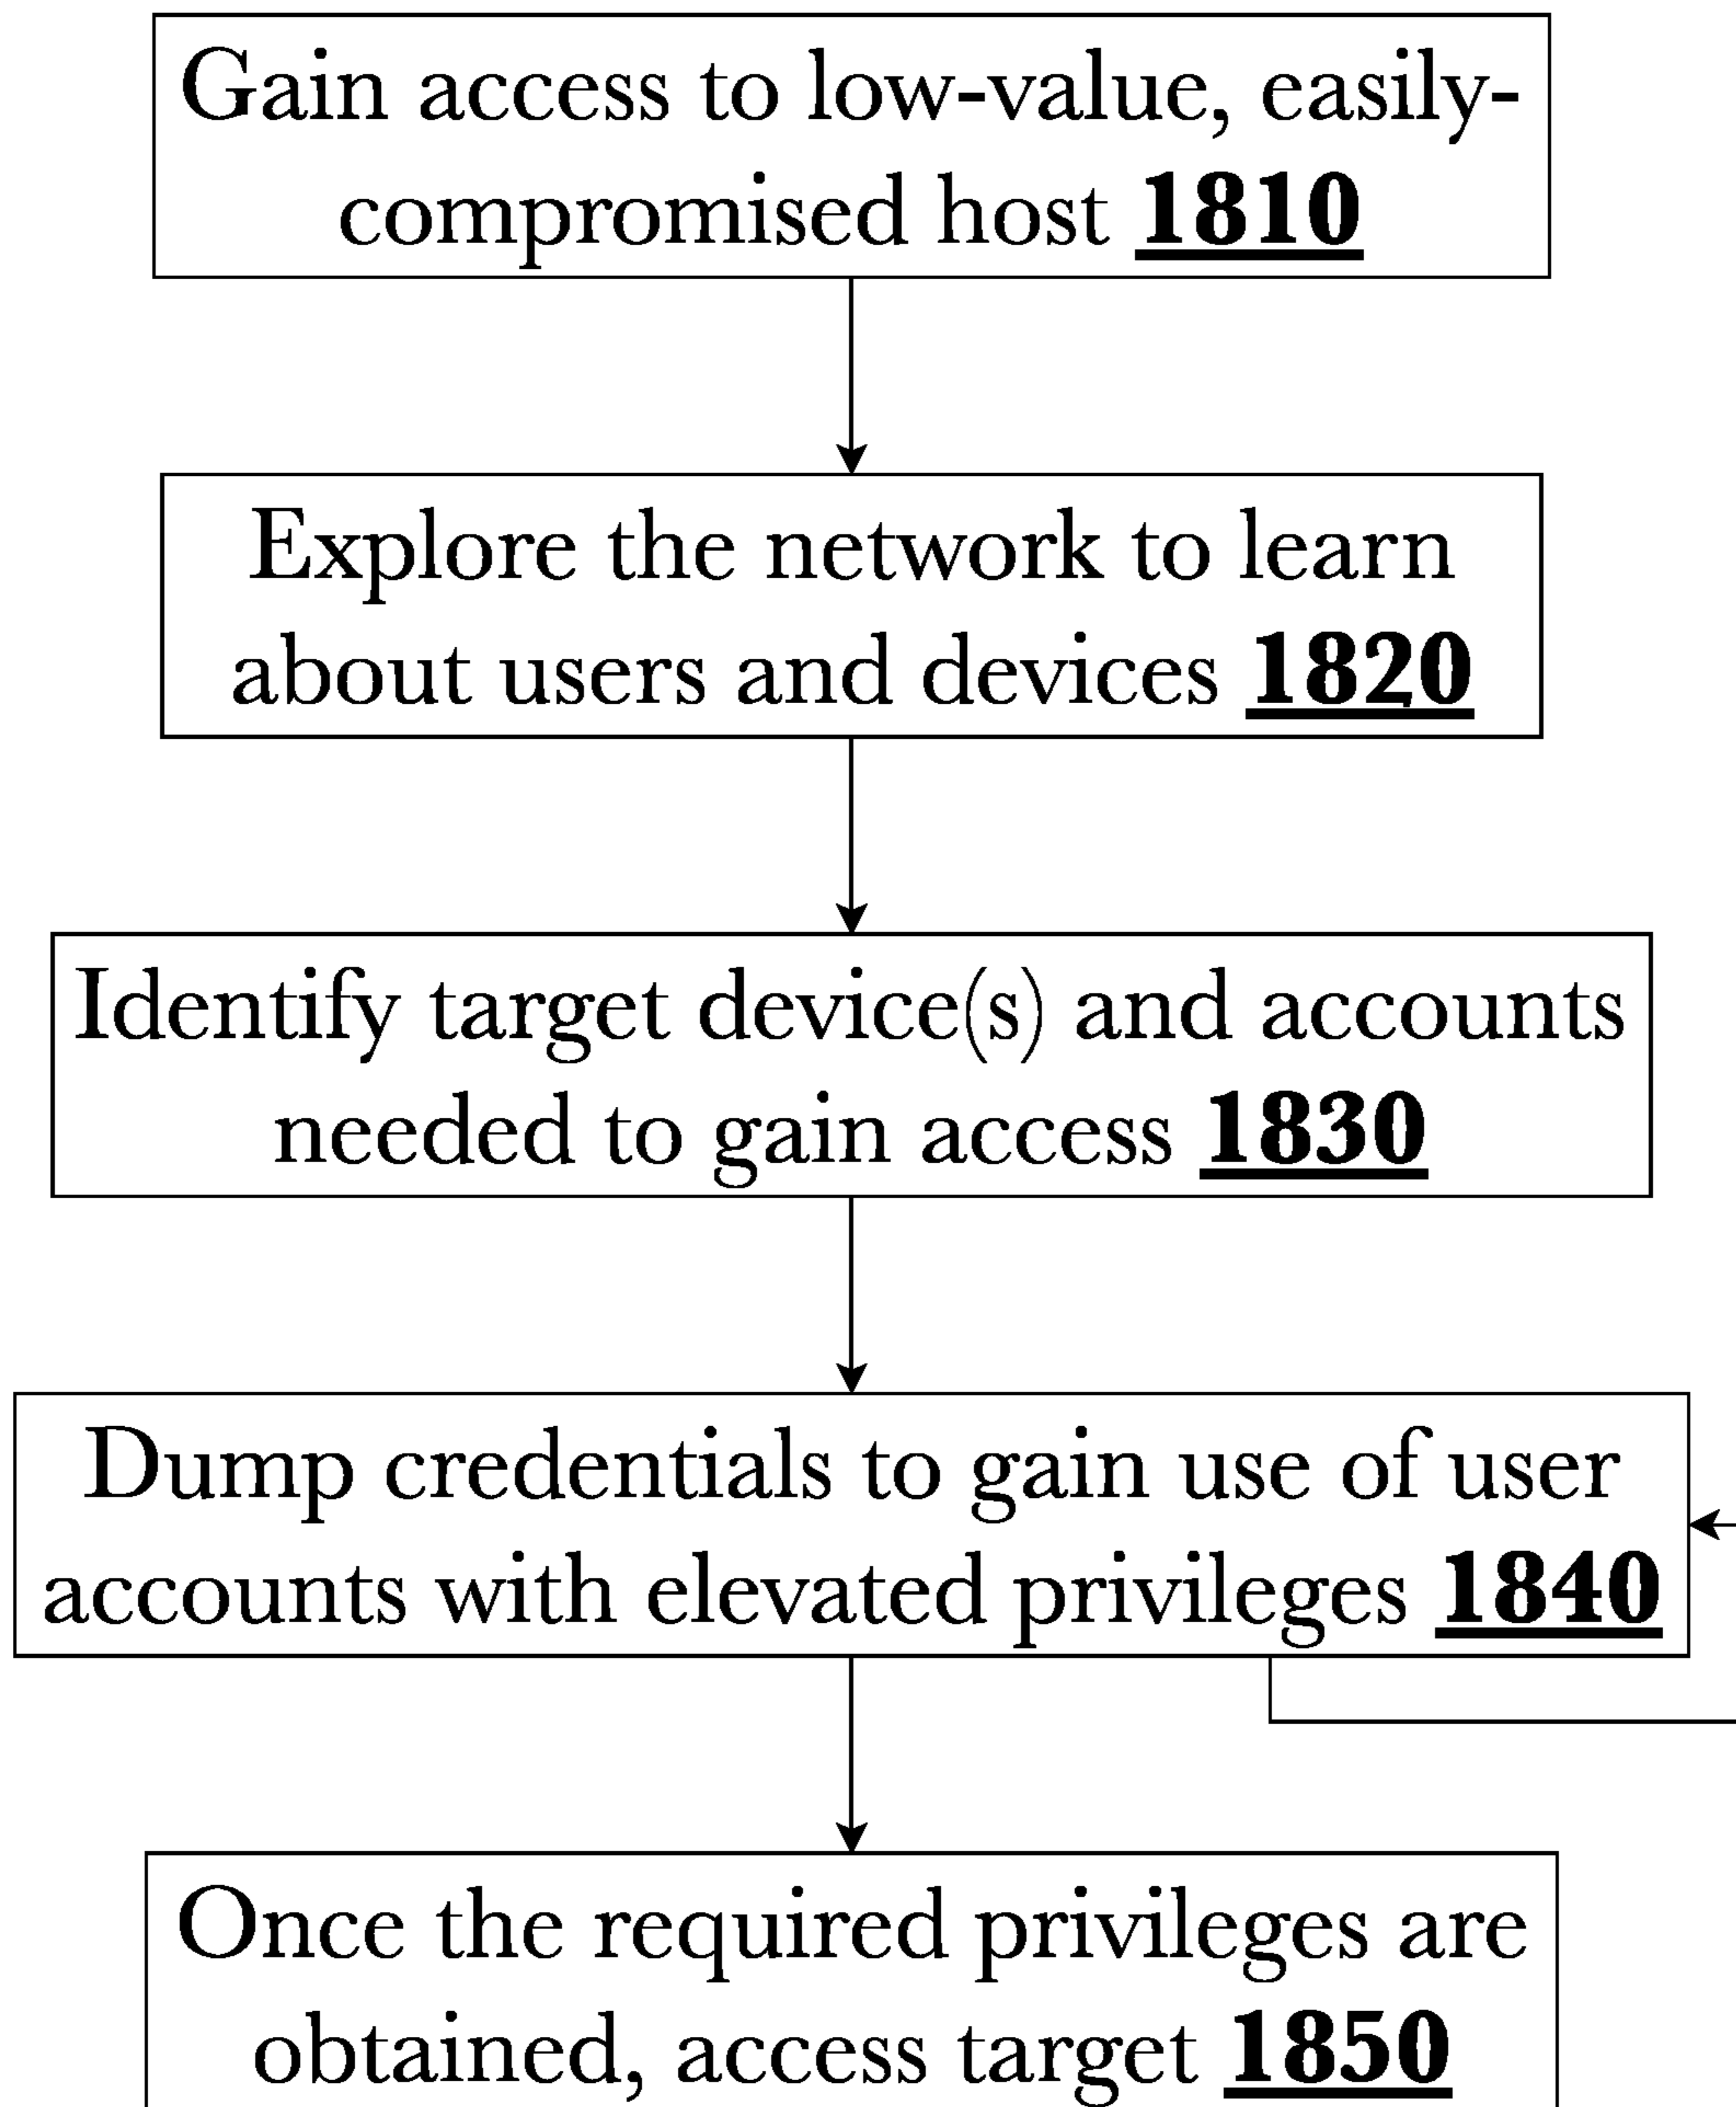 Gain access to low-value, easily-
compromised host 1810
Explore the network to learn
about users and devices 1820
Identify target device(s) and accounts
needed to gain access 1830
Dump credentials to gain use of user
accounts with elevated privileges 1840
Once the required privileges are
obtained, access target 1850